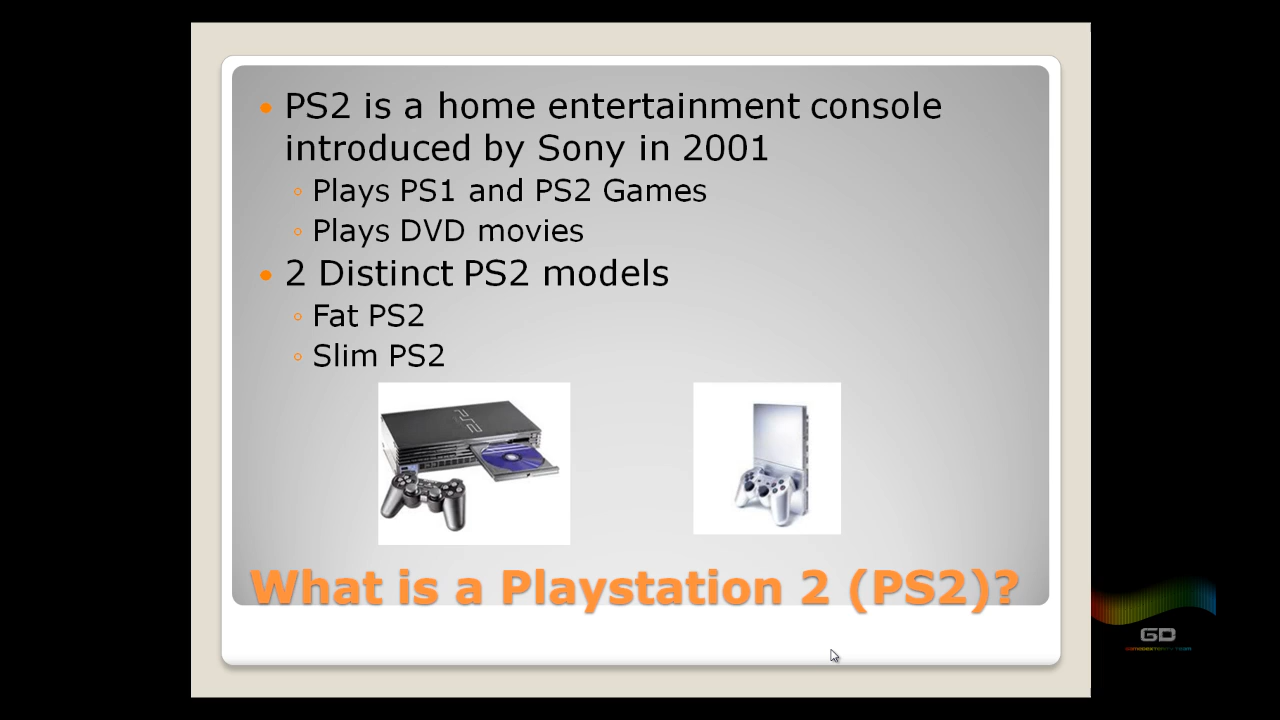 PS2 is a home entertainment console
introduced by Sony in 2001
Plays PS1 and PS2 Games
Plays DVD movies
2 Distinct PS2 models
Fat PS2
Slim PS2
PS2
What is a Playstation 2 (PS2)?
GD